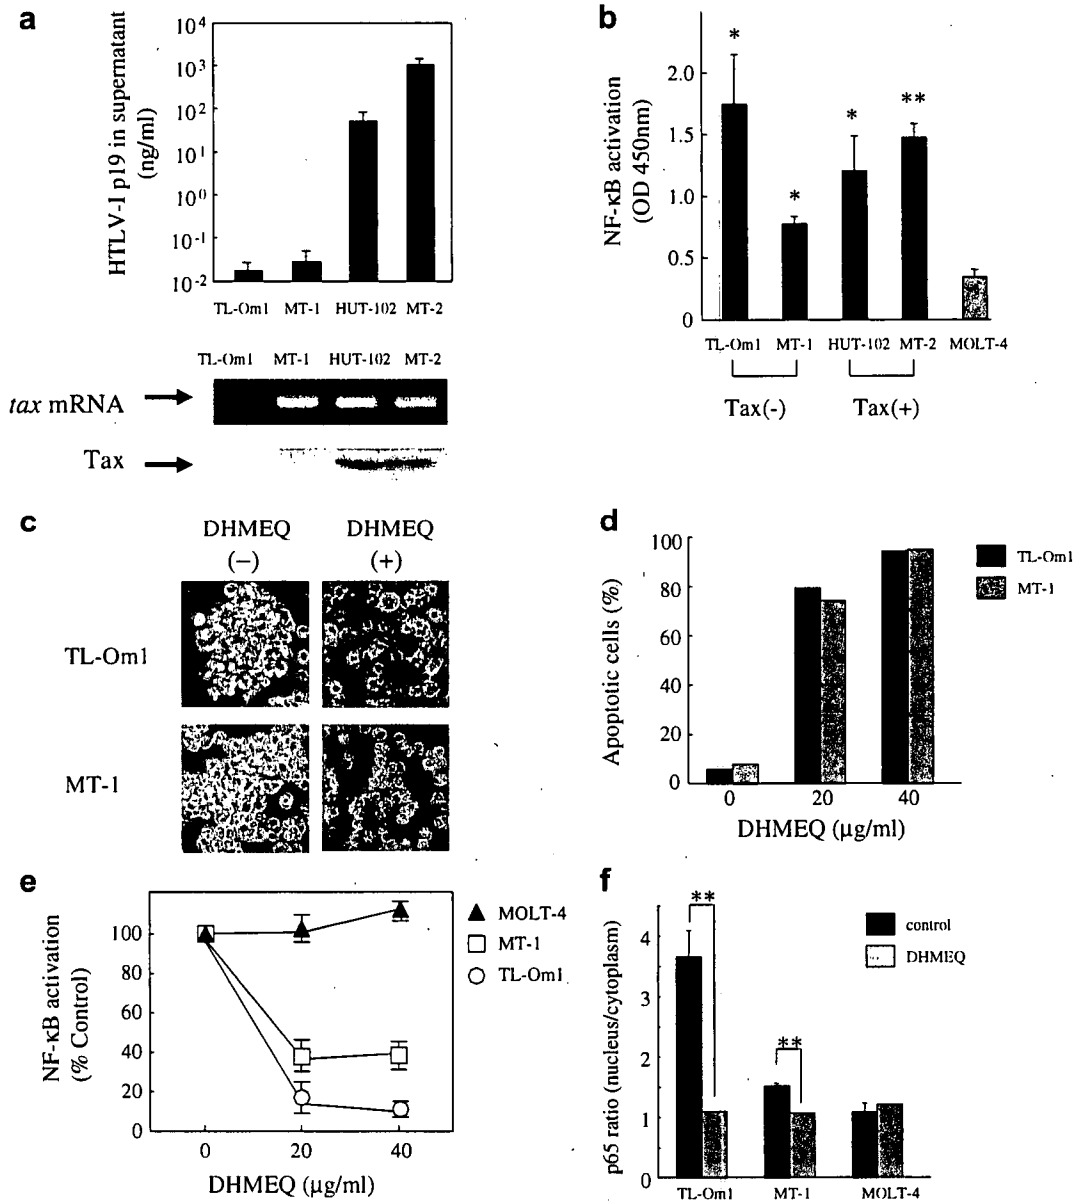 a
HTLV-I p19 in supernatant
(ng/ml)
10^4
10^3
10^2
10^1
10^0
10^-1
10^-2
TL-Om1 MT-1 HUT-102 MT-2
TL-Om1 MT-1 HUT-102 MT-2
tax mRNA
Tax
b
NF-κB activation
(OD 450nm)
2.0
1.5
1.0
0.5
0
*
*
*
**
TL-Om1 MT-1 HUT-102 MT-2 MOLT-4
Tax(-) Tax(+)
c
DHMEQ DHMEQ
(−) (+)
TL-Om1
MT-1
d
Apoptotic cells (%)
100
80
60
40
20
0
0 20 40
DHMEQ (μg/ml)
TL-Om1
MT-1
e
NF-κB activation
(% Control)
100
80
60
40
20
0
0 20 40
DHMEQ (μg/ml)
MOLT-4
MT-1
TL-Om1
f
p65 ratio (nucleus/cytoplasm)
4
3
2
1
0
**
**
control
DHMEQ
TL-Om1 MT-1 MOLT-4